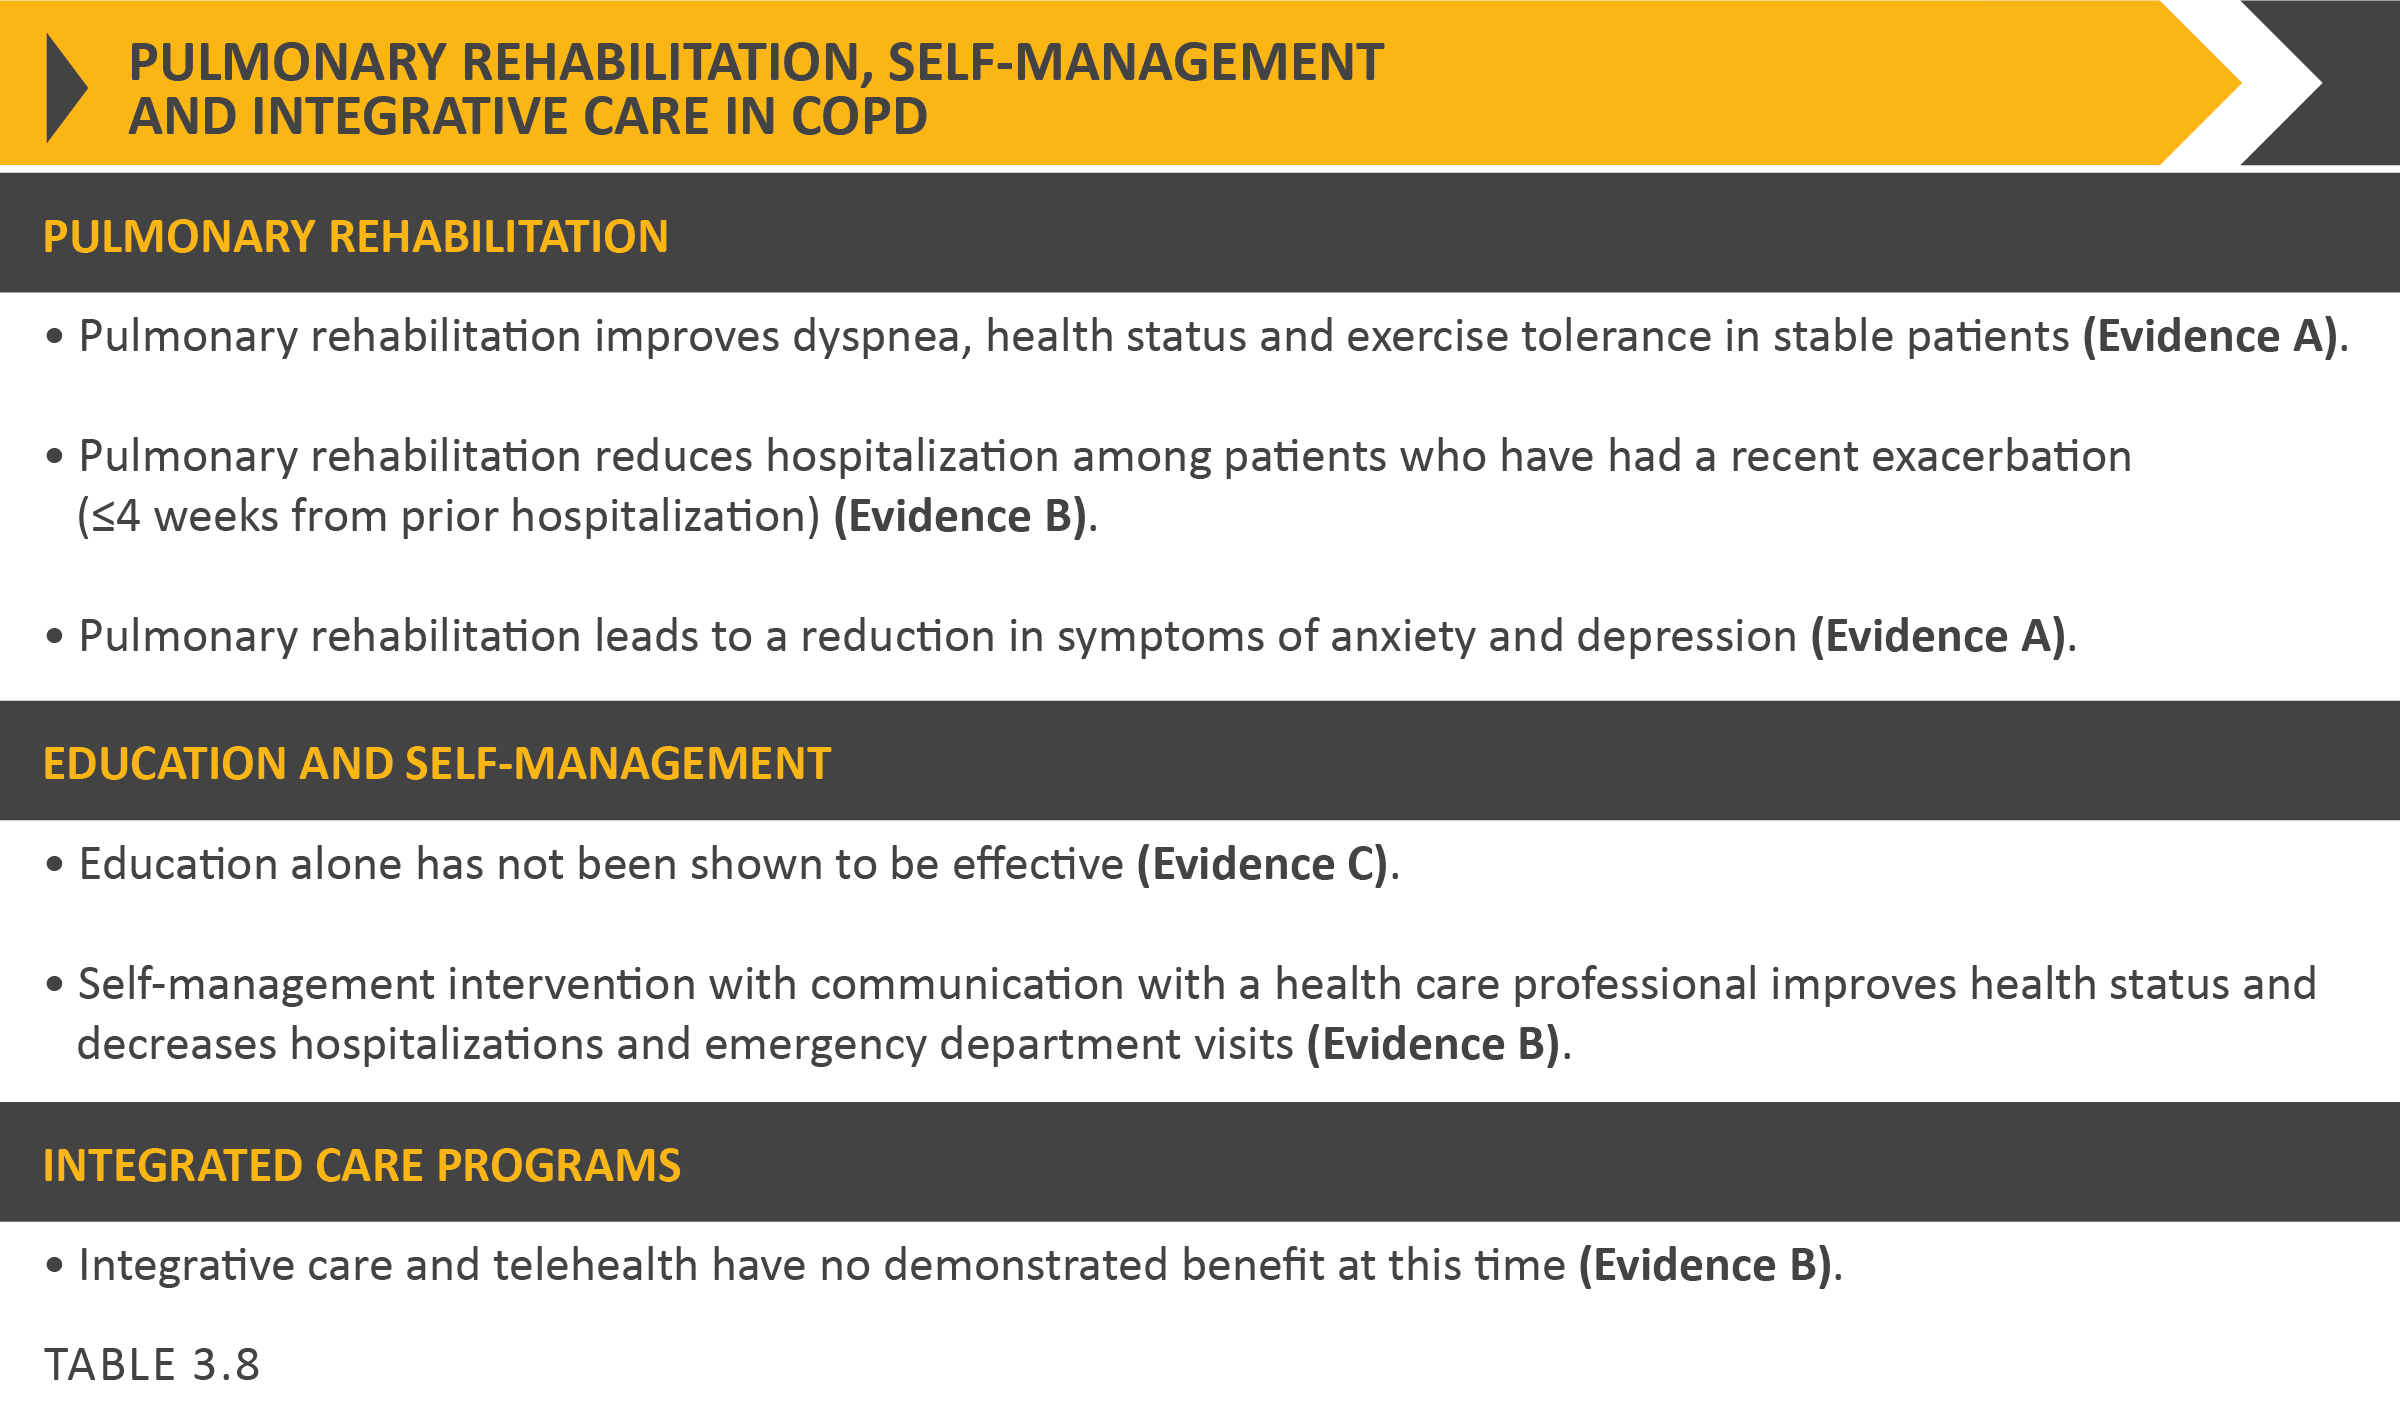 PULMONARY REHABILITATION, SELF-MANAGEMENT
AND INTEGRATIVE CARE IN COPD
PULMONARY REHABILITATION
• Pulmonary rehabilitation improves dyspnea, health status and exercise tolerance in stable patients (Evidence A).
• Pulmonary rehabilitation reduces hospitalization among patients who have had a recent exacerbation
(≤4 weeks from prior hospitalization) (Evidence B).
• Pulmonary rehabilitation leads to a reduction in symptoms of anxiety and depression (Evidence A).
EDUCATION AND SELF-MANAGEMENT
• Education alone has not been shown to be effective (Evidence C).
• Self-management intervention with communication with a health care professional improves health status and
decreases hospitalizations and emergency department visits (Evidence B).
INTEGRATED CARE PROGRAMS
• Integrative care and telehealth have no demonstrated benefit at this time (Evidence B).
TABLE 3.8